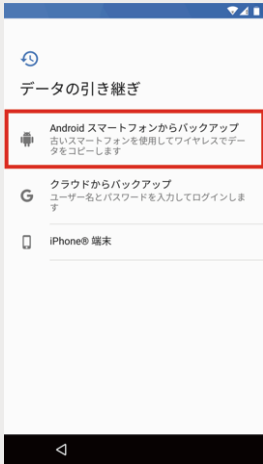 データの引き継ぎ
Android スマートフォンからバックアップ
古いスマートフォンを使用してワイヤレスでデー
タをコピーします
クラウドからバックアップ
ユーザー名とパスワードを入力してログインしま
す
iPhone® 端末